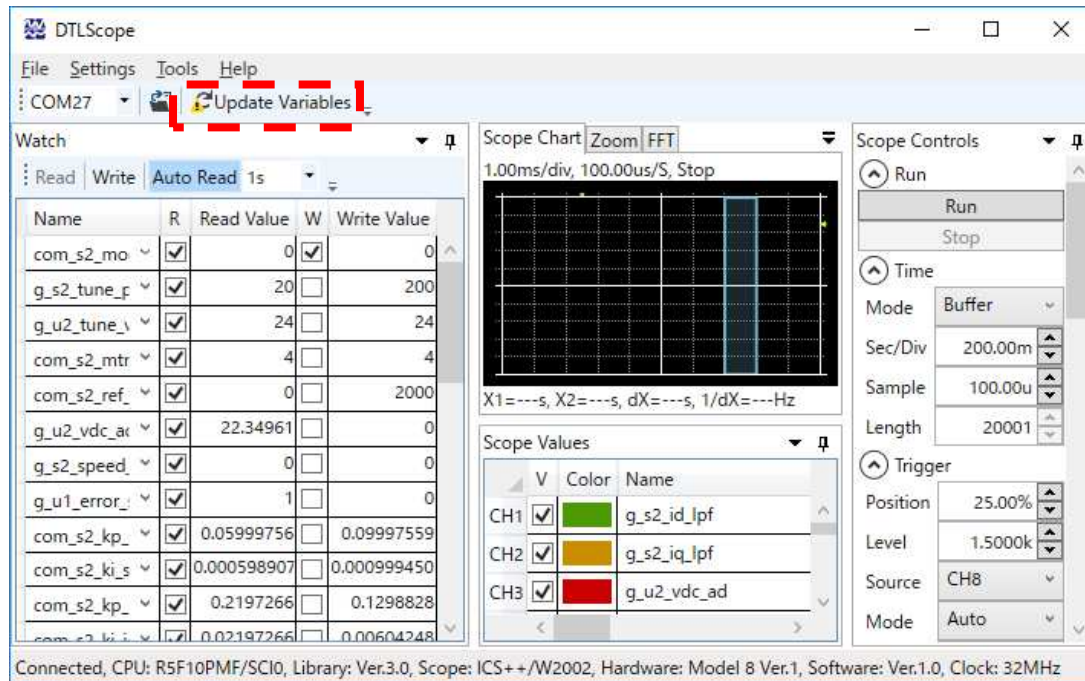 DTLScope
File Settings Tools Help
COM27 Update Variables
Watch
Read Write Auto Read 1s
Name R Read Value W Write Value
com_s2_mo 0 0
g_s2_tune_p 20 200
g_u2_tune_v 24 24
com_s2_mtr 4 4
com_s2_ref_ 0 2000
g_u2_vdc_ad 22.34961 0
g_s2_speed_ 0 0
g_u1_error_s 1 0
com_s2_kp_ 0.05999756 0.09997559
com_s2_ki_s 0.000598907 0.000999450
com_s2_kp_ 0.2197266 0.1298828
com_s2_ki_i 0.02197266 0.00604248
Scope Chart Zoom FFT
1.00ms/div, 100.00us/S, Stop
X1=---s, X2=---s, dX=---s, 1/dX=---Hz
Scope Values
V Color Name
CH1 g_s2_id_lpf
CH2 g_s2_iq_lpf
CH3 g_u2_vdc_ad
Scope Controls
Run
Run
Stop
Time
Mode Buffer
Sec/Div 200.00m
Sample 100.00u
Length 20001
Trigger
Position 25.00%
Level 1.5000k
Source CH8
Mode Auto
Connected, CPU: R5F10PMF/SCI0, Library: Ver.3.0, Scope: ICS++/W2002, Hardware: Model 8 Ver.1, Software: Ver.1.0, Clock: 32MHz